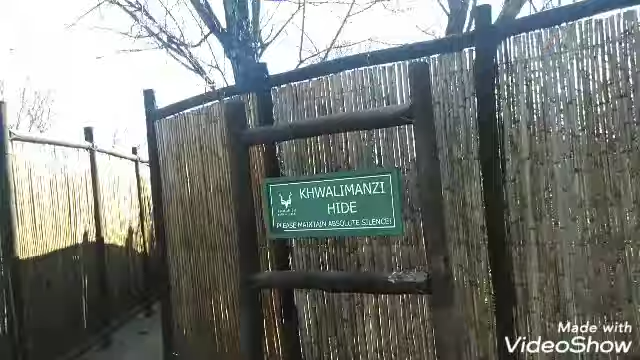 KHWALIMANZI
HIDE
PLEASE MAINTAIN ABSOLUTE SILENCE!
Made with
VideoShow